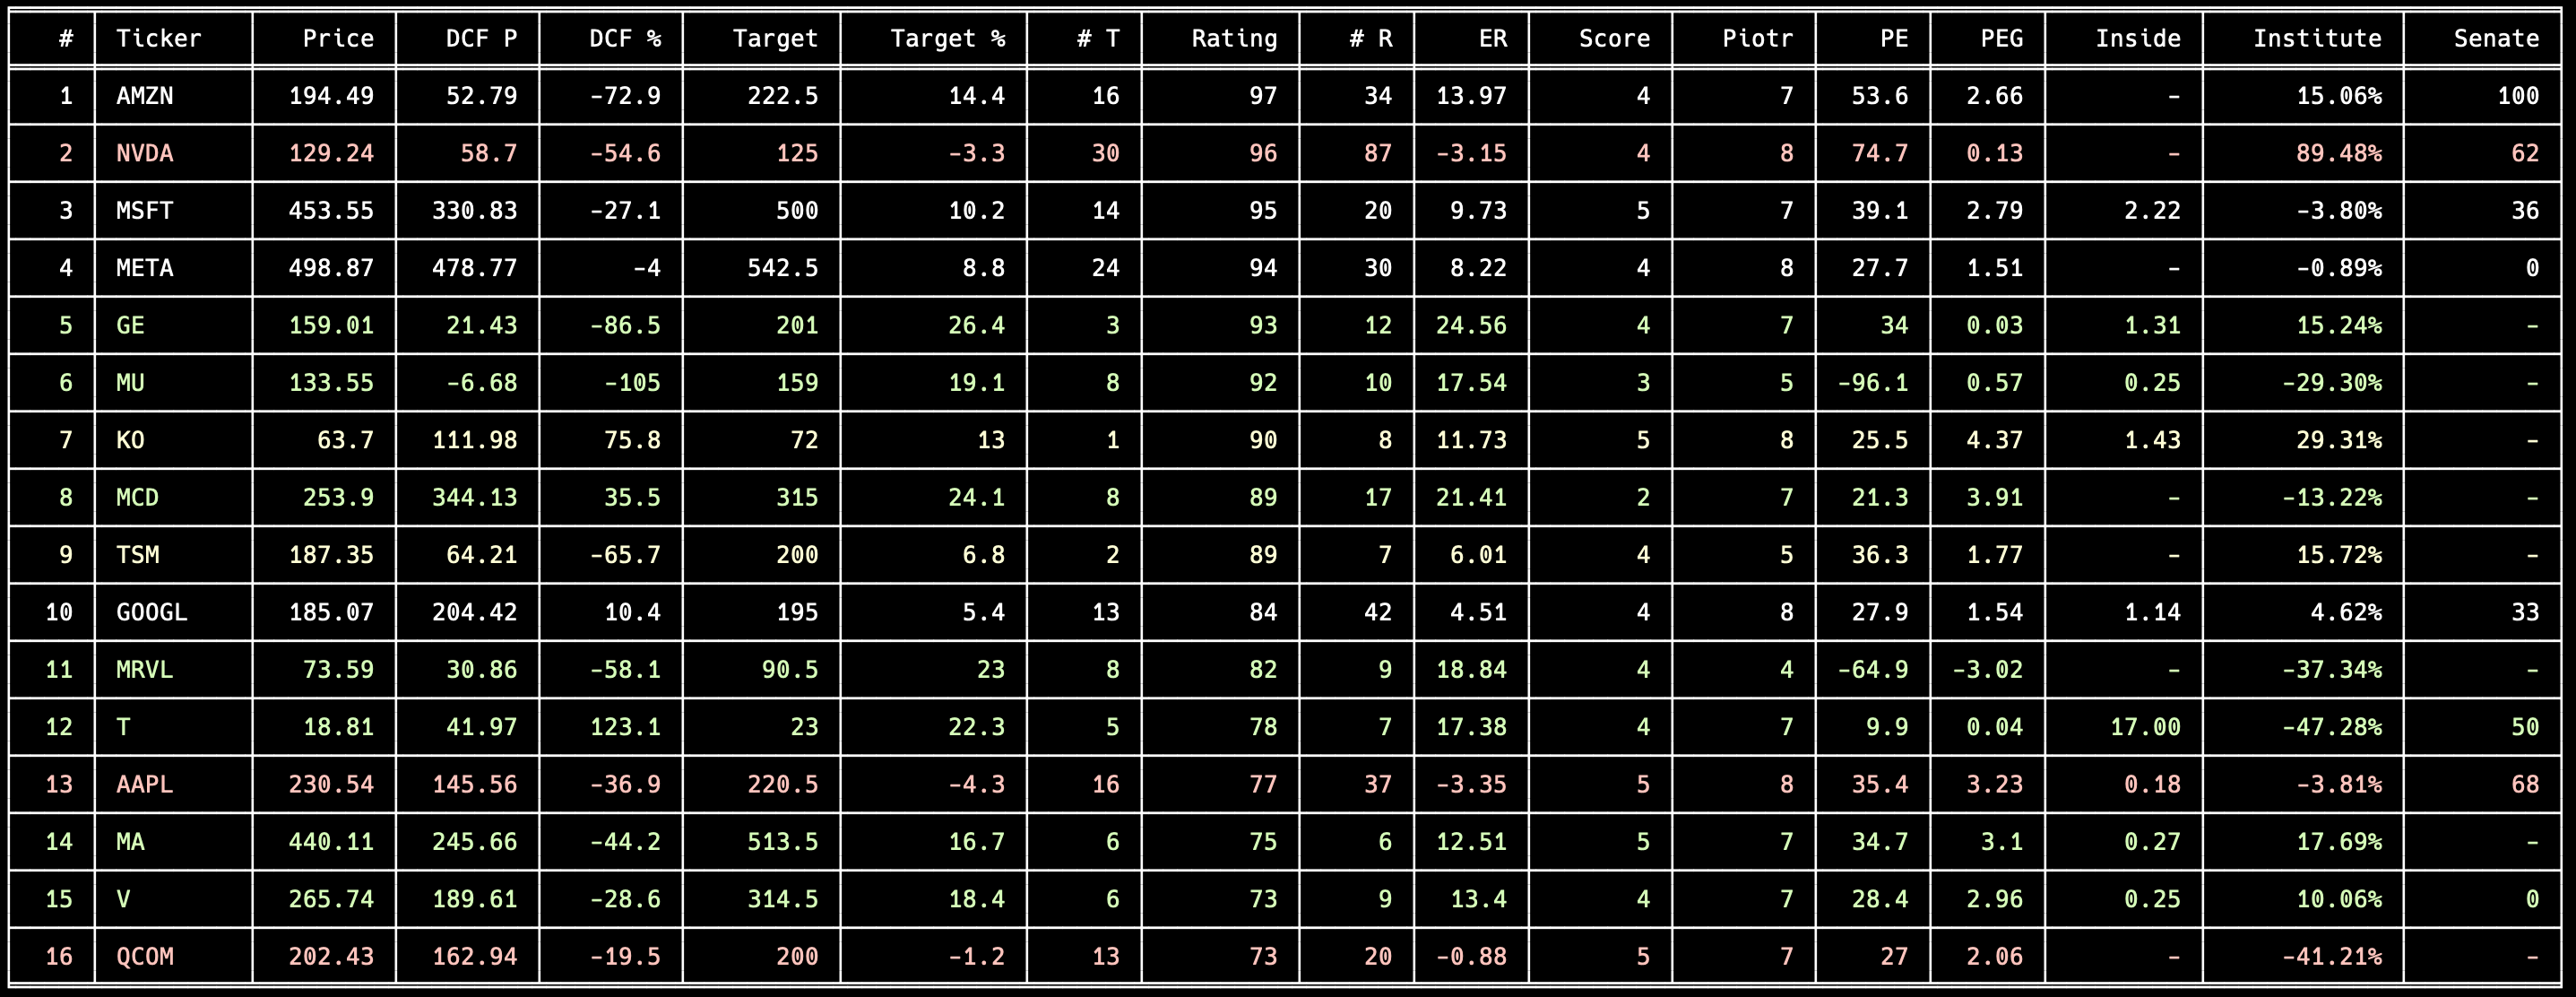 # Ticker Price DCF P DCF % Target Target % # T Rating # R ER Score Piotr PE PEG Inside Institute Senate
1 AMZN 194.49 52.79 -72.9 222.5 14.4 16 97 34 13.97 4 7 53.6 2.66 - 15.06% 100
2 NVDA 129.24 58.7 -54.6 125 -3.3 30 96 87 -3.15 4 8 74.7 0.13 - 89.48% 62
3 MSFT 453.55 330.83 -27.1 500 10.2 14 95 20 9.73 5 7 39.1 2.79 2.22 -3.80% 36
4 META 498.87 478.77 -4 542.5 8.8 24 94 30 8.22 4 8 27.7 1.51 - -0.89% 0
5 GE 159.01 21.43 -86.5 201 26.4 3 93 12 24.56 4 7 34 0.03 1.31 15.24% -
6 MU 133.55 -6.68 -105 159 19.1 8 92 10 17.54 3 5 -96.1 0.57 0.25 -29.30% -
7 KO 63.7 111.98 75.8 72 13 1 90 8 11.73 5 8 25.5 4.37 1.43 29.31% -
8 MCD 253.9 344.13 35.5 315 24.1 8 89 17 21.41 2 7 21.3 3.91 - -13.22% -
9 TSM 187.35 64.21 -65.7 200 6.8 2 89 7 6.01 4 5 36.3 1.77 - 15.72% -
10 GOOGL 185.07 204.42 10.4 195 5.4 13 84 42 4.51 4 8 27.9 1.54 1.14 4.62% 33
11 MRVL 73.59 30.86 -58.1 90.5 23 8 82 9 18.84 4 4 -64.9 -3.02 - -37.34% -
12 T 18.81 41.97 123.1 23 22.3 5 78 7 17.38 4 7 9.9 0.04 17.00 -47.28% 50
13 AAPL 230.54 145.56 -36.9 220.5 -4.3 16 77 37 -3.35 5 8 35.4 3.23 0.18 -3.81% 68
14 MA 440.11 245.66 -44.2 513.5 16.7 6 75 6 12.51 5 7 34.7 3.1 0.27 17.69% -
15 V 265.74 189.61 -28.6 314.5 18.4 6 73 9 13.4 4 7 28.4 2.96 0.25 10.06% 0
16 QCOM 202.43 162.94 -19.5 200 -1.2 13 73 20 -0.88 5 7 27 2.06 - -41.21% -